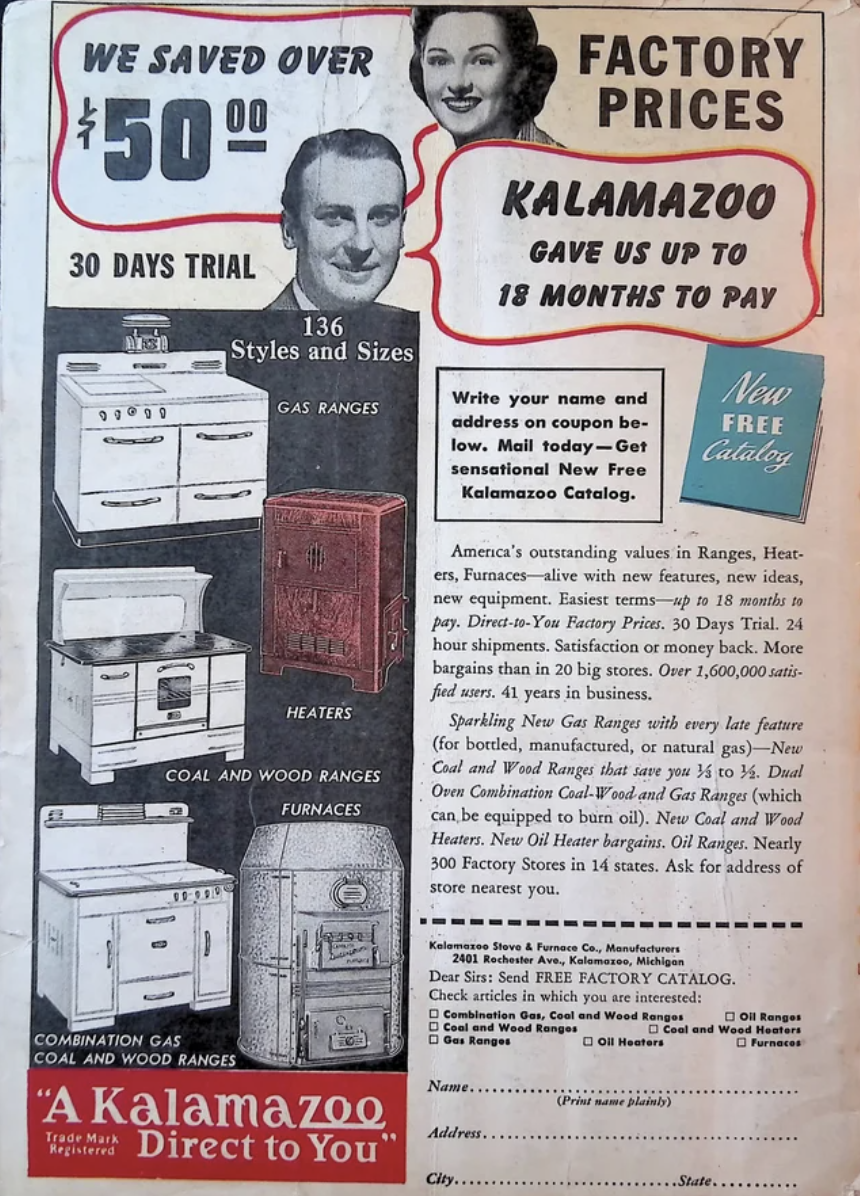 WE SAVED OVER
$50 00
FACTORY
PRICES
30 DAYS TRIAL
KALAMAZOO
GAVE US UP TO
18 MONTHS TO PAY
136
Styles and Sizes
GAS RANGES
HEATERS
COAL AND WOOD RANGES
FURNACES
COMBINATION GAS
COAL AND WOOD RANGES
"A Kalamazoo
Trade Mark
Registered
Direct to You"
Write your name and
address on coupon be-
low. Mail today—Get
sensational New Free
Kalamazoo Catalog.
New
FREE
Catalog
America's outstanding values in Ranges, Heat-
ers, Furnaces—alive with new features, new ideas,
new equipment. Easiest terms—up to 18 months to
pay. Direct-to-You Factory Prices. 30 Days Trial. 24
hour shipments. Satisfaction or money back. More
bargains than in 20 big stores. Over 1,600,000 satis-
fied users. 41 years in business.
Sparkling New Gas Ranges with every late feature
(for bottled, manufactured, or natural gas)—New
Coal and Wood Ranges that save you ⅓ to ½. Dual
Oven Combination Coal-Wood and Gas Ranges (which
can be equipped to burn oil). New Coal and Wood
Heaters. New Oil Heater bargains. Oil Ranges. Nearly
300 Factory Stores in 14 states. Ask for address of
store nearest you.
Kalamazoo Stove & Furnace Co., Manufacturers
2401 Rochester Ave., Kalamazoo, Michigan
Dear Sirs: Send FREE FACTORY CATALOG.
Check articles in which you are interested:
☐ Combination Gas, Coal and Wood Ranges ☐ Oil Ranges
☐ Coal and Wood Ranges ☐ Coal and Wood Heaters
☐ Gas Ranges ☐ Oil Heaters ☐ Furnaces
Name
(Print name plainly)
Address
City State